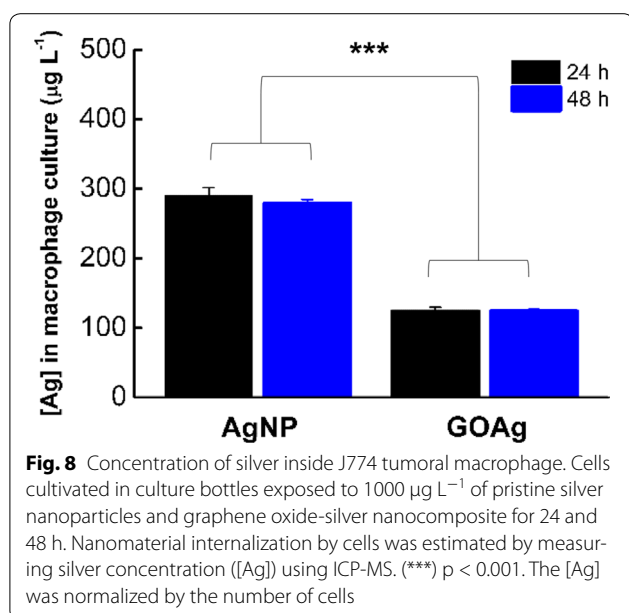 [Ag] in macrophage culture (µg L⁻¹)
500
400
300
200
100
0
***
24 h
48 h
AgNP
GOAg
Fig. 8 Concentration of silver inside J774 tumoral macrophage. Cells
cultivated in culture bottles exposed to 1000 µg L⁻¹ of pristine silver
nanoparticles and graphene oxide-silver nanocomposite for 24 and
48 h. Nanomaterial internalization by cells was estimated by measur-
ing silver concentration ([Ag]) using ICP-MS. (***) p < 0.001. The [Ag]
was normalized by the number of cells